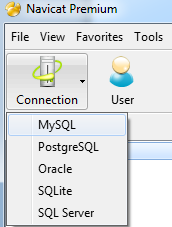 Navicat Premium
File View Favorites Tools
Connection User
MySQL
PostgreSQL
Oracle
SQLite
SQL Server